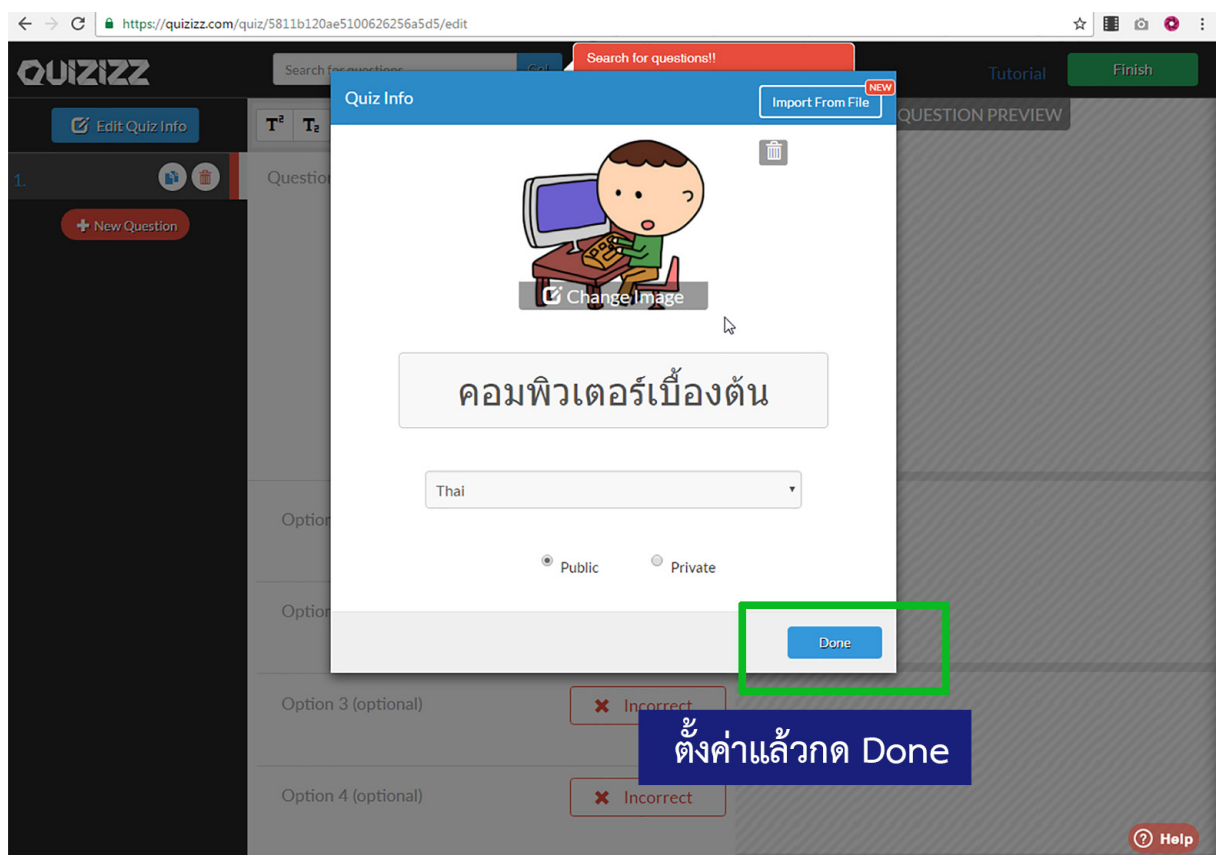 https://quizizz.com/quiz/5811b120ae5100626256a5d5/edit
QUIZIZZ
Search for questions
Search for questions!!
Tutorial
Finish
Edit Quiz Info
Quiz Info
Import From File
NEW
QUESTION PREVIEW
1.
New Question
Change Image
คอมพิวเตอร์เบื้องต้น
Thai
Public
Private
Done
Option 3 (optional)
Incorrect
ตั้งค่าแล้วกด Done
Option 4 (optional)
Incorrect
Help